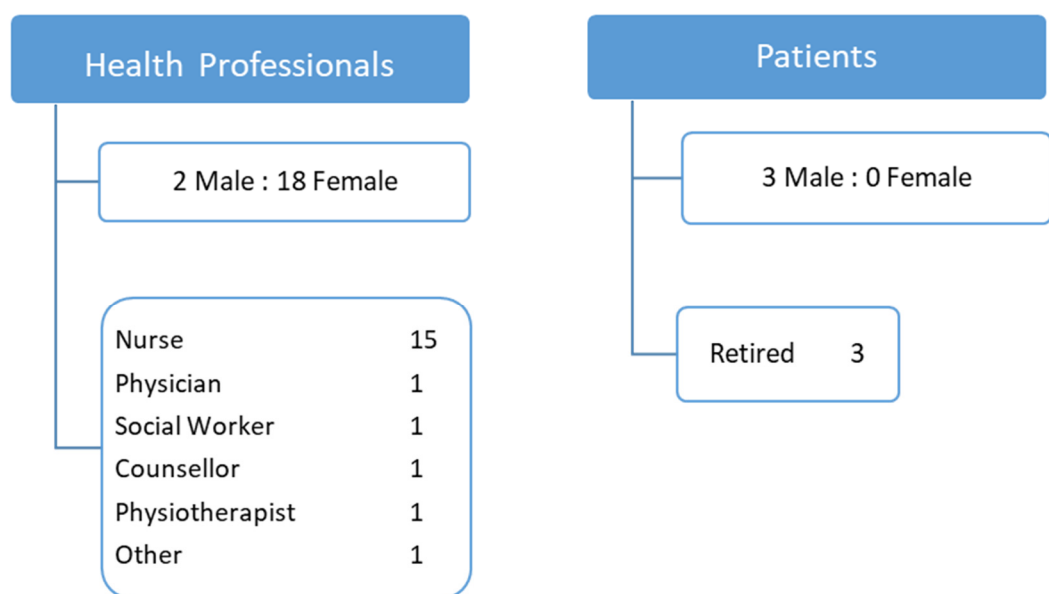 Health Professionals
2 Male : 18 Female
Nurse 15
Physician 1
Social Worker 1
Counsellor 1
Physiotherapist 1
Other 1
Patients
3 Male : 0 Female
Retired 3